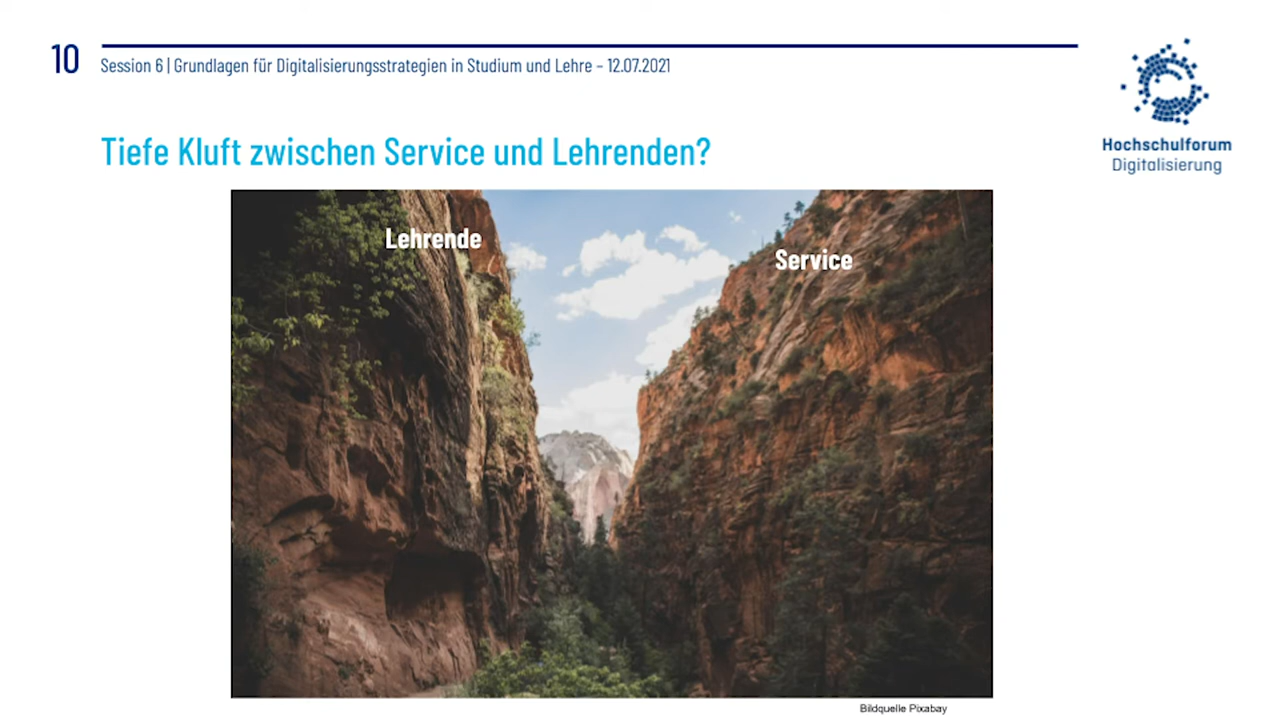 10
Session 6 | Grundlagen für Digitalisierungsstrategien in Studium und Lehre – 12.07.2021
Hochschulforum
Digitalisierung
Tiefe Kluft zwischen Service und Lehrenden?
Lehrende
Service
Bildquelle Pixabay